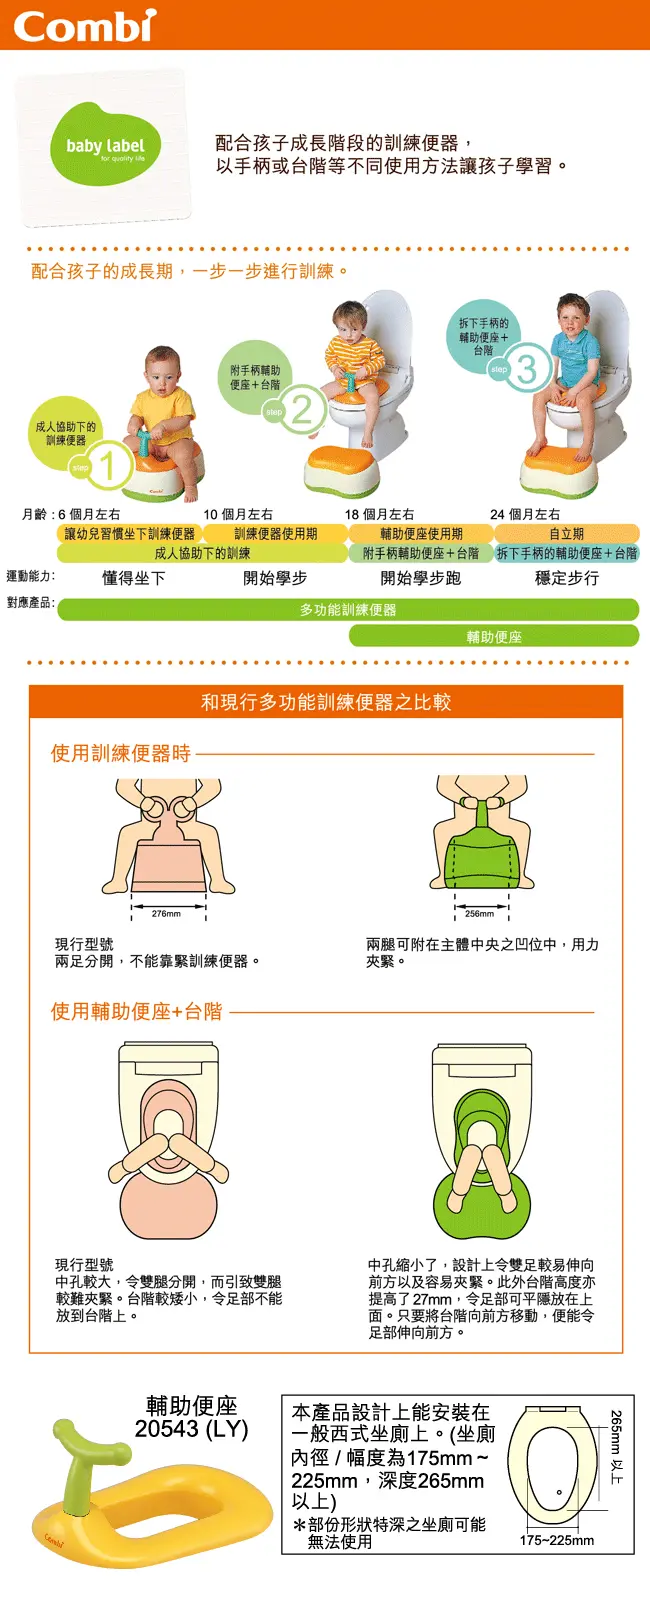 Combi
baby label
for quality life
配合孩子成長階段的訓練便器，
以手柄或台階等不同使用方法讓孩子學習。
配合孩子的成長期，一步一步進行訓練。
成人協助下的
訓練便器
step 1
附手柄輔助
便座＋台階
step 2
拆下手柄的
輔助便座＋
台階
step 3
Combi
月齡：6 個月左右 10 個月左右 18 個月左右 24 個月左右
讓幼兒習慣坐下訓練便器 訓練便器使用期 輔助便座使用期 自立期
成人協助下的訓練 附手柄輔助便座＋台階 拆下手柄的輔助便座＋台階
運動能力： 懂得坐下 開始學步 開始學步跑 穩定步行
對應產品： 多功能訓練便器
輔助便座
和現行多功能訓練便器之比較
使用訓練便器時
276mm
256mm
現行型號
兩足分開，不能靠緊訓練便器。
兩腿可附在主體中央之凹位中，用力
夾緊。
使用輔助便座+台階
現行型號
中孔較大，令雙腿分開，而引致雙腿
較難夾緊。台階較矮小，令足部不能
放到台階上。
中孔縮小了，設計上令雙足較易伸向
前方以及容易夾緊。此外台階高度亦
提高了27mm，令足部可平隱放在上
面。只要將台階向前方移動，便能令
足部伸向前方。
輔助便座
20543 (LY)
Combi
本產品設計上能安裝在
一般西式坐廁上。(坐廁
內徑 / 幅度為175mm ~
225mm，深度265mm
以上)
＊部份形狀特深之坐廁可能
無法使用
265mm 以上
175~225mm